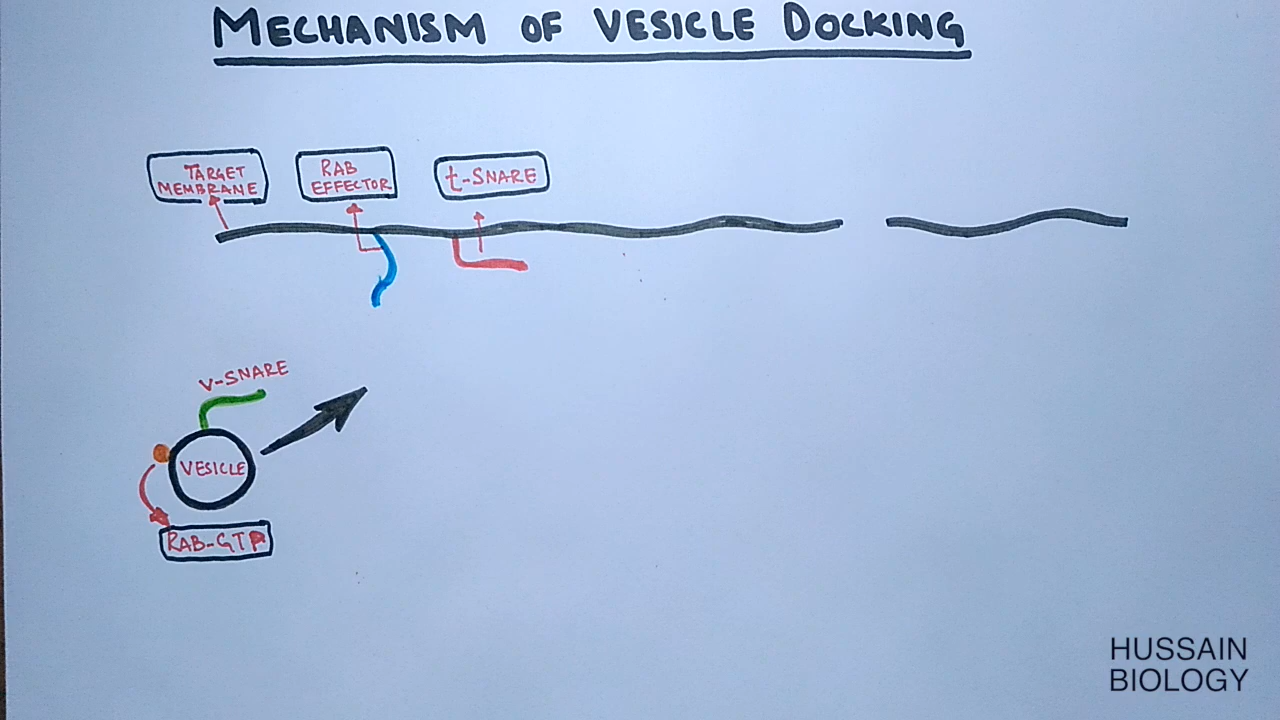 MECHANISM OF VESICLE DOCKING
TARGET
MEMBRANE
RAB
EFFECTOR
t-SNARE
V-SNARE
VESICLE
RAB-GTP
HUSSAIN
BIOLOGY